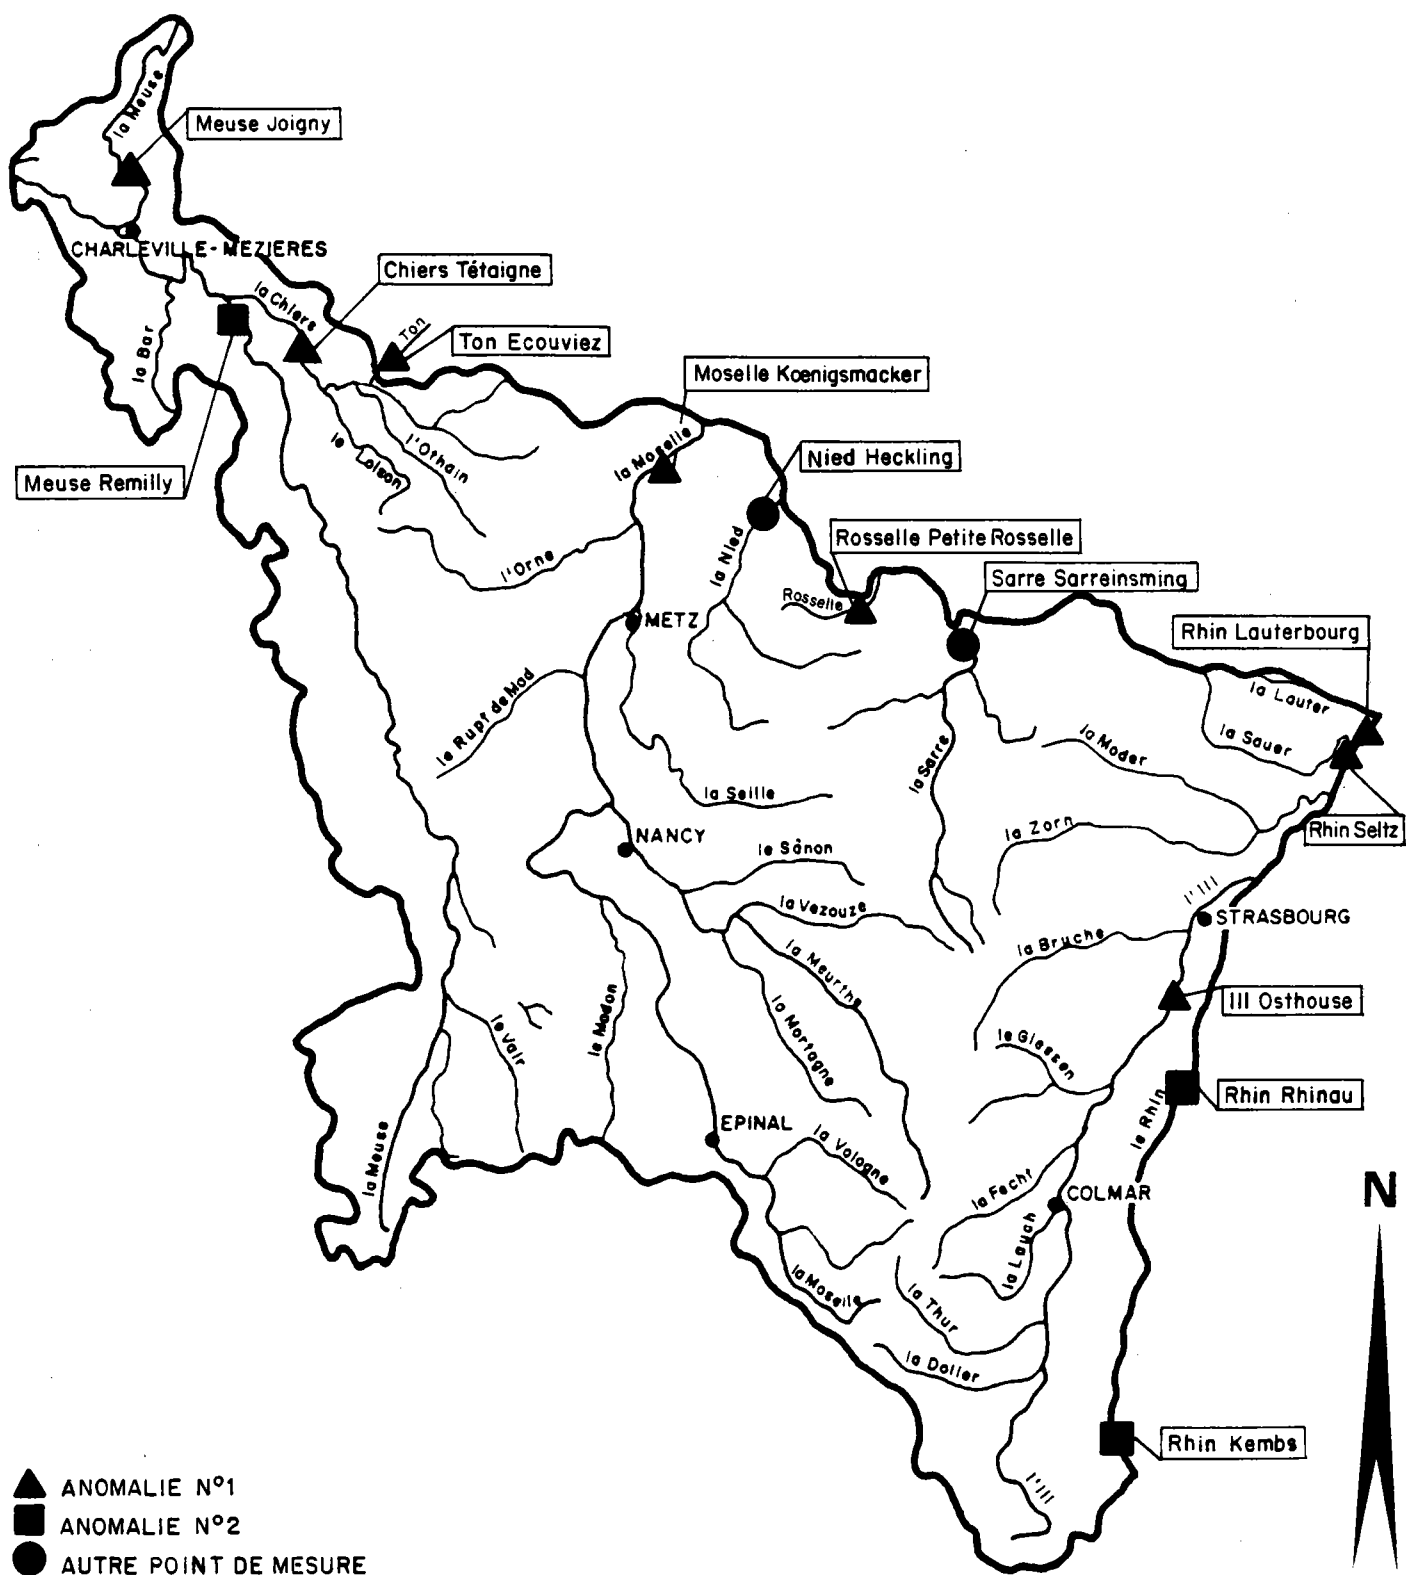 la Meuse
Meuse Joigny
CHARLEVILLE-MEZIERES
Chiers Tétaigne
la Chiers
Ton
Ton Ecouviez
la Bar
Moselle Kœnigsmacker
le Loison
l'Othain
la Moselle
Nied Heckling
Meuse Remilly
la Nied
Rosselle Petite Rosselle
l'Orne
Sarre Sarreinsming
Rosselle
METZ
Rhin Lauterbourg
le Rupt de Mad
la Lauter
la Sauer
la Moder
la Sarre
la Seille
NANCY
le Sânon
la Zorn
Rhin Seltz
la Vezouze
l'Ill
STRASBOURG
la Bruche
la Meurthe
le Madon
le Vair
la Mortagne
Ill Osthouse
le Giessen
Rhin Rhinau
le Rhin
EPINAL
la Vologne
la Meuse
la Fecht
COLMAR
N
la Lauch
la Moselle
la Thur
la Doller
Rhin Kembs
l'Ill
ANOMALIE N°1
ANOMALIE N°2
AUTRE POINT DE MESURE